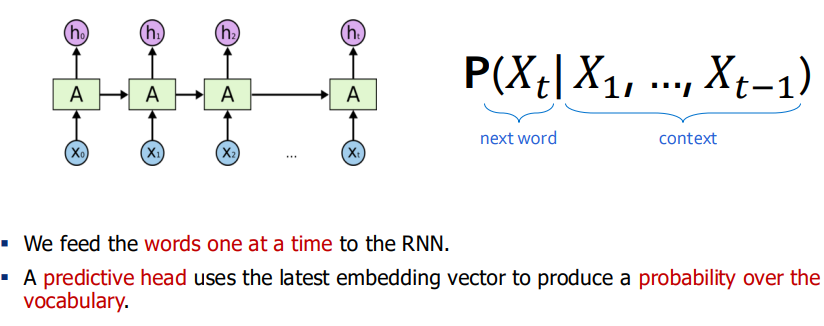 h₀ h₁ h₂ hₜ
A A A A
X₀ X₁ X₂ ... Xₜ
P(Xₜ| X₁, ..., Xₜ₋₁)
next word context
▪ We feed the words one at a time to the RNN.
▪ A predictive head uses the latest embedding vector to produce a probability over the
vocabulary.